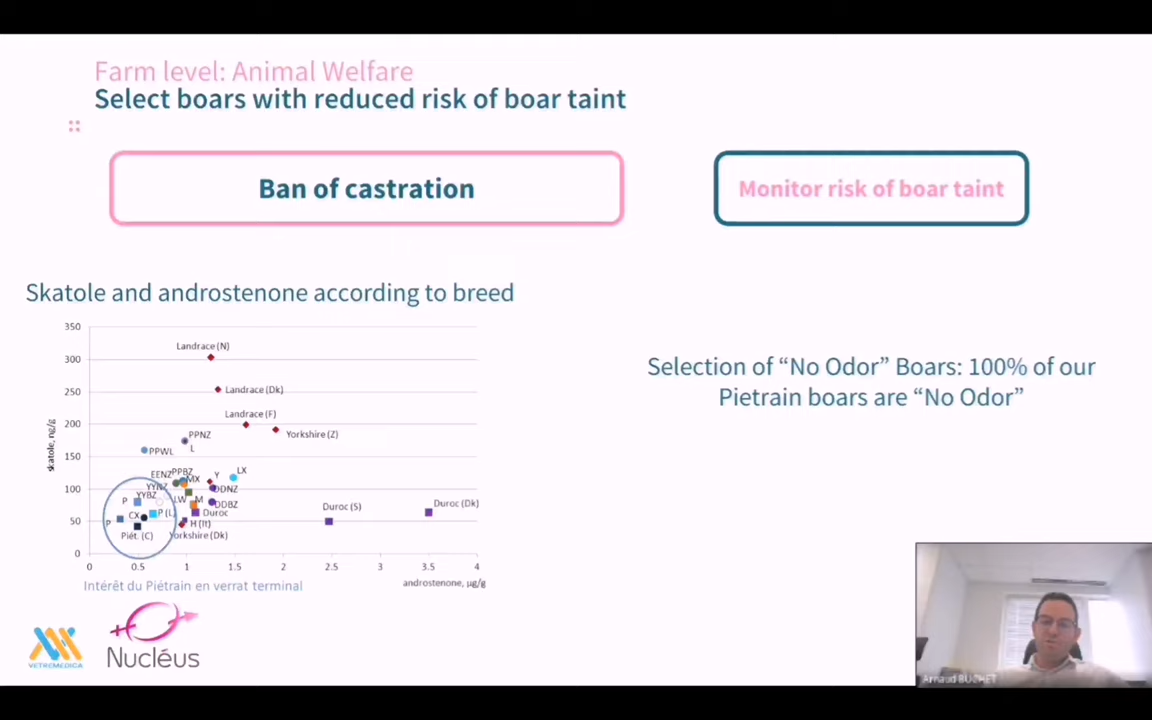 Farm level: Animal Welfare
Select boars with reduced risk of boar taint
Ban of castration
Monitor risk of boar taint
Skatole and androstenone according to breed
Selection of “No Odor” Boars: 100% of our
Pietrain boars are “No Odor”
skatole, ng/g
350
300
250
200
150
100
50
0
Landrace (N)
Landrace (Dk)
Landrace (F)
Yorkshire (Z)
PPNZ
L
PPWL
EENZ
PPBZ
MX
Y
LX
YYNZ
DDNZ
YYBZ
P
LW
M
DDBZ
CX
P (L)
Duroc
P
H (It)
Piét. (C)
Yorkshire (Dk)
Duroc (S)
Duroc (Dk)
0
0.5
1
1.5
2
2.5
3
3.5
4
androstenone, µg/g
Intérêt du Piétrain en verrat terminal
VETREMEDICA
Nucléus
Arnaud BUCHET